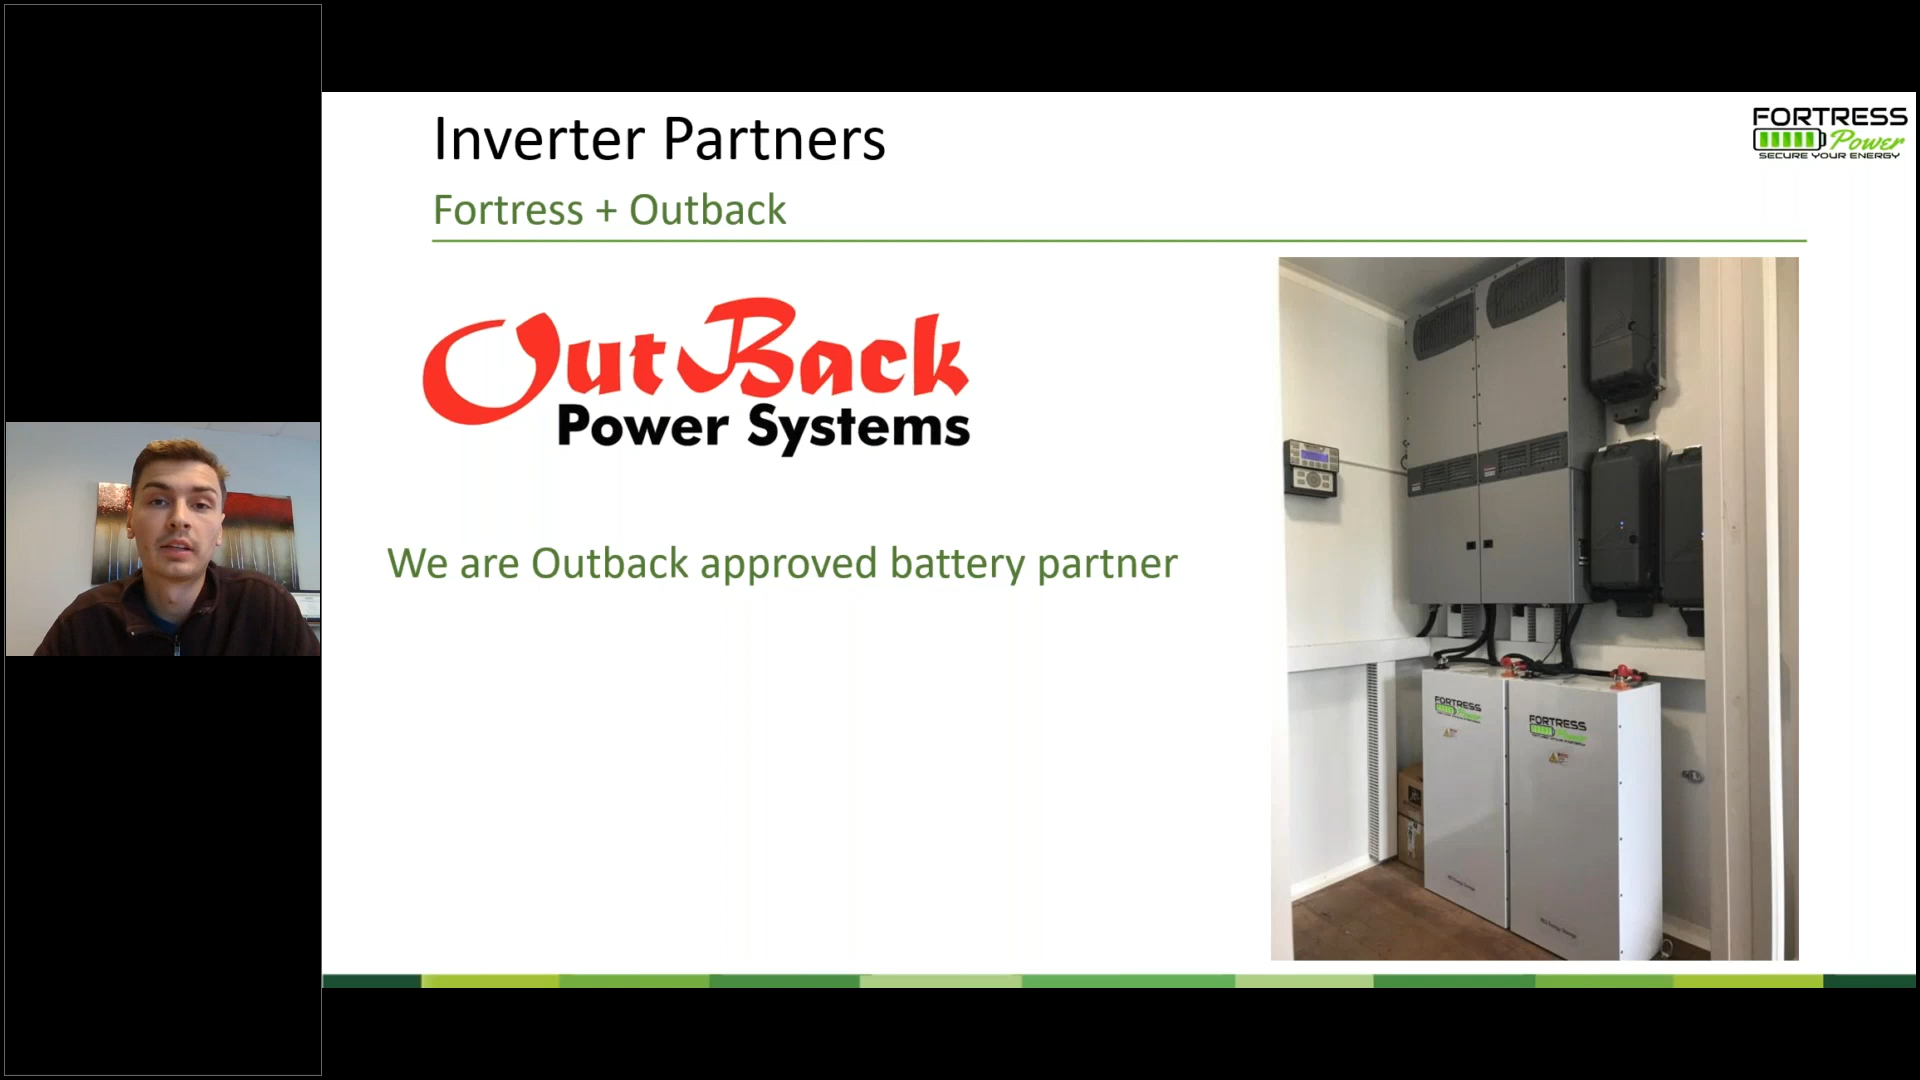 Inverter Partners
Fortress + Outback
FORTRESS
Power
SECURE YOUR ENERGY
OutBack
Power Systems
We are Outback approved battery partner
FORTRESS
Power
FORTRESS
Power